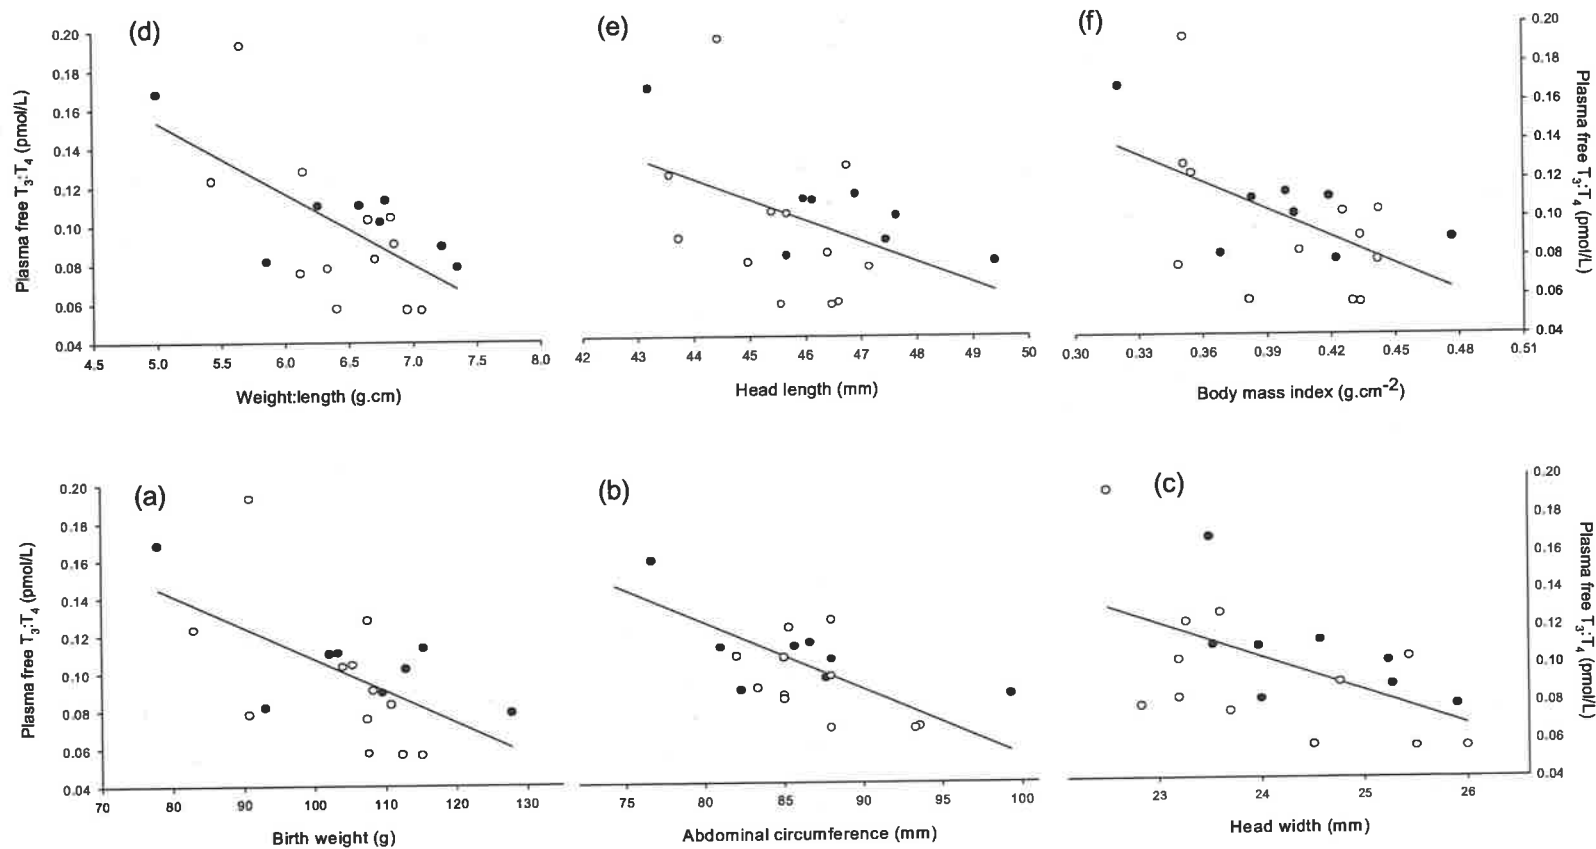 (d)
(e)
(f)
0.20
0.18
0.16
0.14
0.12
0.10
0.08
0.06
0.04
Plasma free T3:T4 (pmol/L)
4.5 5.0 5.5 6.0 6.5 7.0 7.5 8.0
Weight:length (g.cm)
42 43 44 45 46 47 48 49 50
Head length (mm)
0.30 0.33 0.36 0.39 0.42 0.45 0.48 0.51
Body mass index (g.cm-2)
0.20
0.18
0.16
0.14
0.12
0.10
0.08
0.06
0.04
Plasma free T3:T4 (pmol/L)
(a)
(b)
(c)
0.20
0.18
0.16
0.14
0.12
0.10
0.08
0.06
0.04
Plasma free T3:T4 (pmol/L)
70 80 90 100 110 120 130
Birth weight (g)
75 80 85 90 95 100
Abdominal circumference (mm)
23 24 25 26
Head width (mm)
0.20
0.18
0.16
0.14
0.12
0.10
0.08
0.06
0.04
Plasma free T3:T4 (pmol/L)